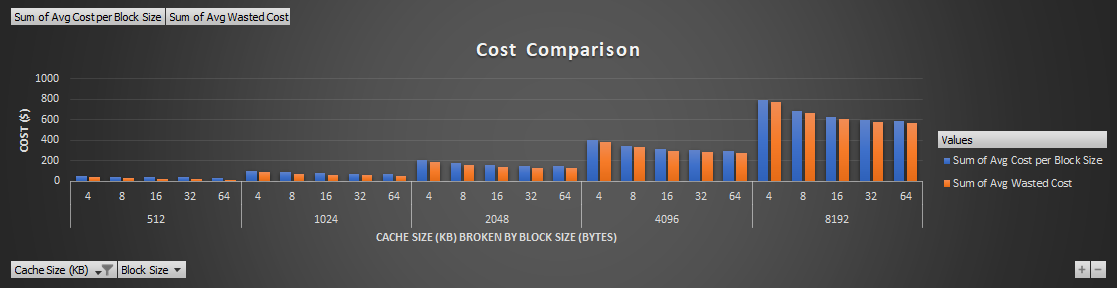 Sum of Avg Cost per Block Size Sum of Avg Wasted Cost
Cost Comparison
1000
800
600
400
200
0
COST ($)
4 8 16 32 64 4 8 16 32 64 4 8 16 32 64 4 8 16 32 64 4 8 16 32 64
512 1024 2048 4096 8192
CACHE SIZE (KB) BROKEN BY BLOCK SIZE (BYTES)
Values
Sum of Avg Cost per Block Size
Sum of Avg Wasted Cost
Cache Size (KB) Block Size
+ −